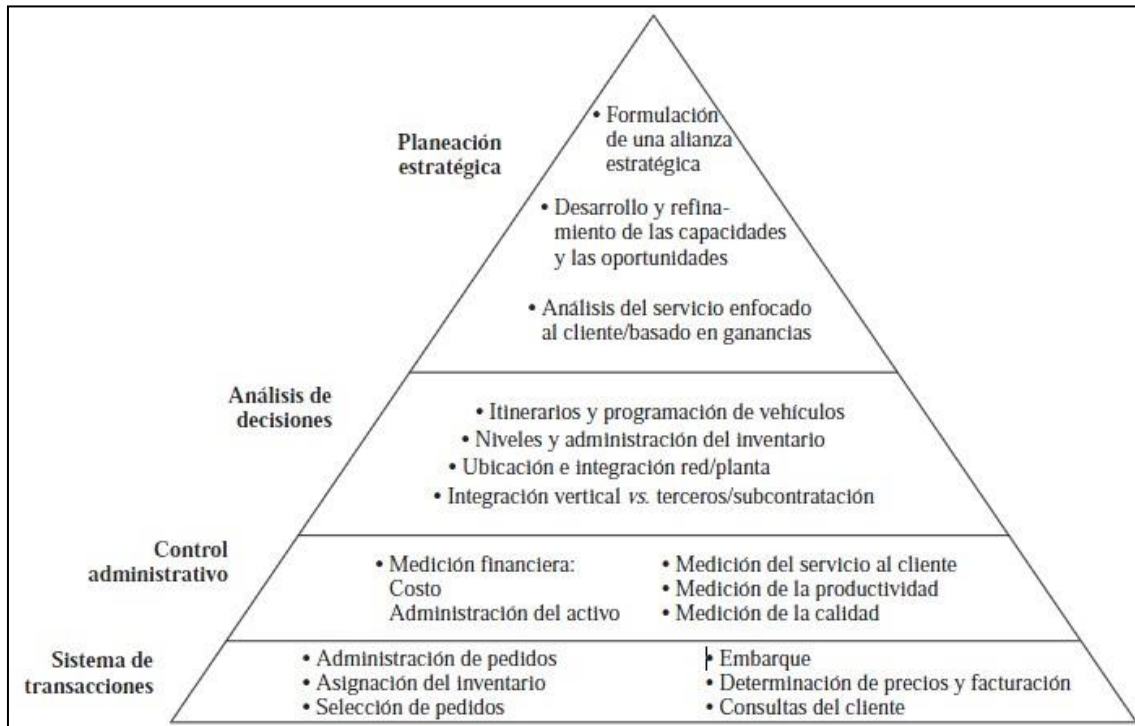 Planeación
estratégica
• Formulación
de una alianza
estratégica
• Desarrollo y refina-
miento de las capacidades
y las oportunidades
• Análisis del servicio enfocado
al cliente/basado en ganancias
Análisis de
decisiones
• Itinerarios y programación de vehículos
• Niveles y administración del inventario
• Ubicación e integración red/planta
• Integración vertical vs. terceros/subcontratación
Control
administrativo
• Medición financiera:
Costo
Administración del activo
• Medición del servicio al cliente
• Medición de la productividad
• Medición de la calidad
Sistema de
transacciones
• Administración de pedidos
• Asignación del inventario
• Selección de pedidos
• Embarque
• Determinación de precios y facturación
• Consultas del cliente